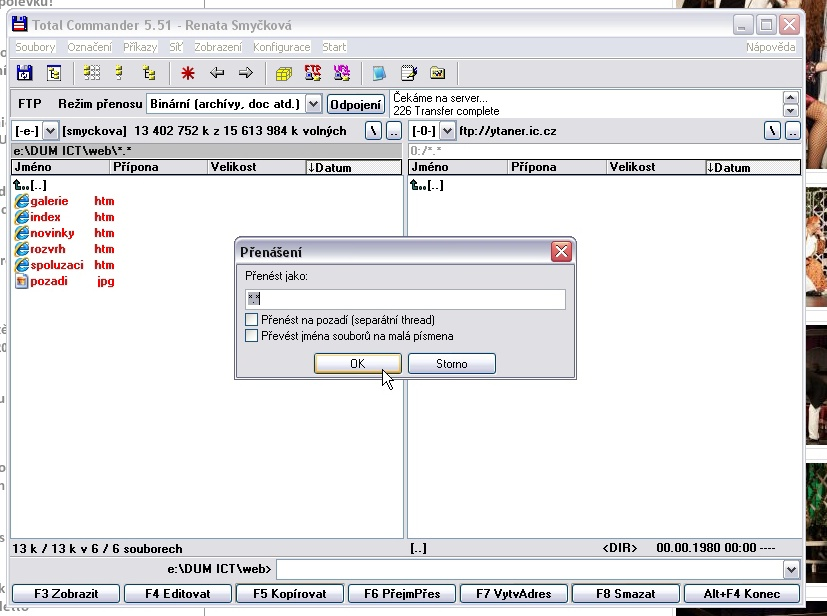 polévku!
Total Commander 5.51 - Renata Smyčková
Soubory Označení Příkazy Síť Zobrazení Konfigurace Start Nápověda
FTP
URL
FTP Režim přenosu Binární (archívy, doc atd.) Odpojení
Čekáme na server...
226 Transfer complete
[-e-] [smyckova] 13 402 752 k z 15 613 984 k volných \ ..
[-0-] ftp://ytaner.ic.cz \ ..
e:\DUM ICT\web\*.*
0:/*.*
Jméno Přípona Velikost ↓Datum
Jméno Přípona Velikost ↓Datum
[..]
[..]
galerie htm
index htm
novinky htm
rozvrh htm
spoluzaci htm
pozadi jpg
Přenášení
Přenést jako:
*.*
Přenést na pozadí (separátní thread)
Převést jména souborů na malá písmena
OK Storno
13 k / 13 k v 6 / 6 souborech
[..] <DIR> 00.00.1980 00:00 ----
e:\DUM ICT\web>
F3 Zobrazit F4 Editovat F5 Kopírovat F6 PřejmPřes F7 VytvAdres F8 Smazat Alt+F4 Konec